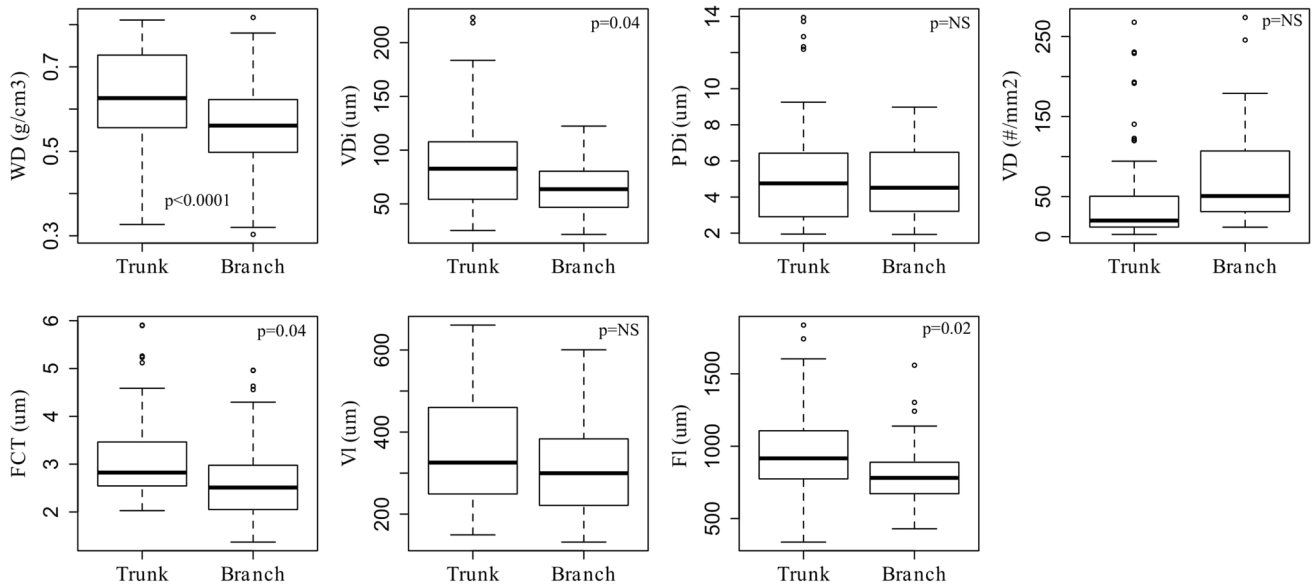 WD (g/cm3)
0.7
0.5
0.3
p<0.0001
Trunk Branch
VDi (um)
200
150
100
50
p=0.04
Trunk Branch
PDi (um)
14
10
8
6
4
2
p=NS
Trunk Branch
VD (#/mm2)
250
150
50
0
p=NS
Trunk Branch
FCT (um)
6
5
4
3
2
p=0.04
Trunk Branch
Vl (um)
600
400
200
p=NS
Trunk Branch
Fl (um)
1500
1000
500
p=0.02
Trunk Branch